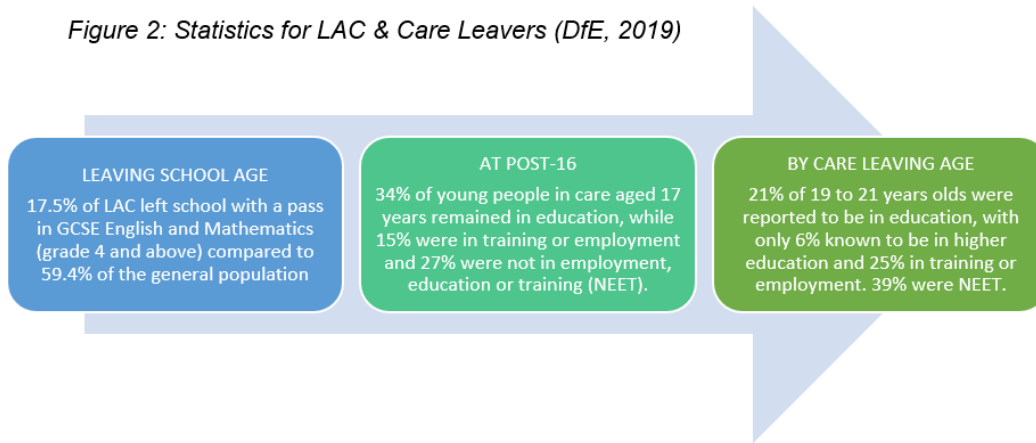 Figure 2: Statistics for LAC & Care Leavers (DfE, 2019)
LEAVING SCHOOL AGE
17.5% of LAC left school with a pass
in GCSE English and Mathematics
(grade 4 and above) compared to
59.4% of the general population
AT POST-16
34% of young people in care aged 17
years remained in education, while
15% were in training or employment
and 27% were not in employment,
education or training (NEET).
BY CARE LEAVING AGE
21% of 19 to 21 years olds were
reported to be in education, with
only 6% known to be in higher
education and 25% in training or
employment. 39% were NEET.